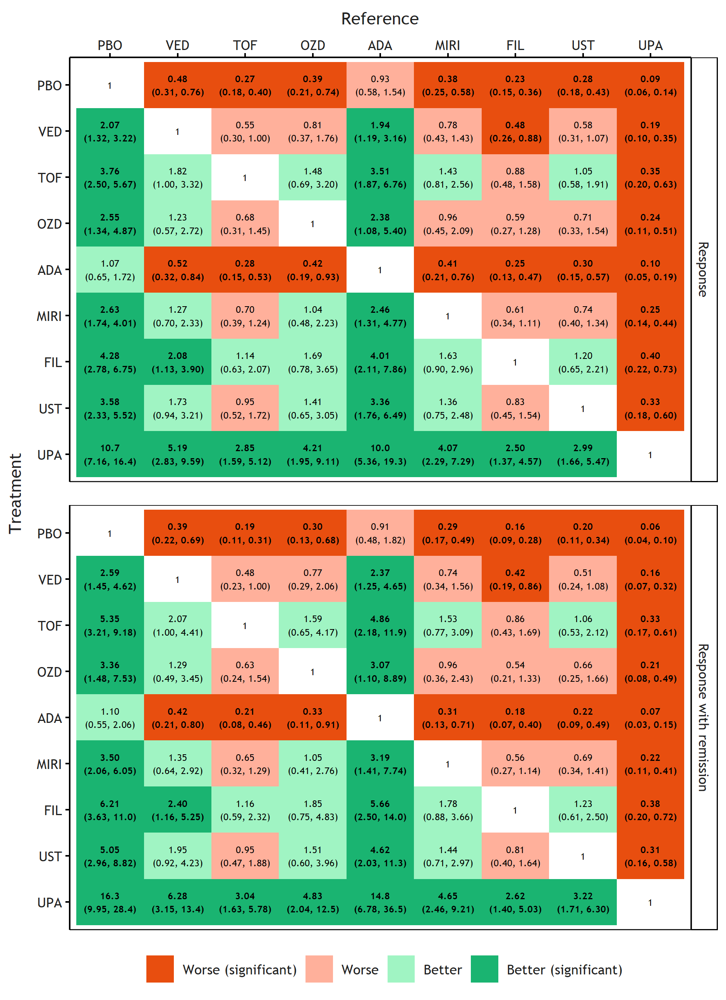 Reference
PBO VED TOF OZD ADA MIRI FIL UST UPA
Treatment
Response
PBO 1 0.48 0.27 0.39 0.93 0.38 0.23 0.28 0.09
(0.31, 0.76) (0.18, 0.40) (0.21, 0.74) (0.58, 1.54) (0.25, 0.58) (0.15, 0.36) (0.18, 0.43) (0.06, 0.14)
VED 2.07 1 0.55 0.81 1.94 0.78 0.48 0.58 0.19
(1.32, 3.22) (0.30, 1.00) (0.37, 1.76) (1.19, 3.16) (0.43, 1.43) (0.26, 0.88) (0.31, 1.07) (0.10, 0.35)
TOF 3.76 1.82 1 1.48 3.51 1.43 0.88 1.05 0.35
(2.50, 5.67) (1.00, 3.32) (0.69, 3.20) (1.87, 6.76) (0.81, 2.56) (0.48, 1.58) (0.58, 1.91) (0.20, 0.63)
OZD 2.55 1.23 0.68 1 2.38 0.96 0.59 0.71 0.24
(1.34, 4.87) (0.57, 2.72) (0.31, 1.45) (1.08, 5.40) (0.45, 2.09) (0.27, 1.28) (0.33, 1.54) (0.11, 0.51)
ADA 1.07 0.52 0.28 0.42 1 0.41 0.25 0.30 0.10
(0.65, 1.72) (0.32, 0.84) (0.15, 0.53) (0.19, 0.93) (0.21, 0.76) (0.13, 0.47) (0.15, 0.57) (0.05, 0.19)
MIRI 2.63 1.27 0.70 1.04 2.46 1 0.61 0.74 0.25
(1.74, 4.01) (0.70, 2.33) (0.39, 1.24) (0.48, 2.23) (1.31, 4.77) (0.34, 1.11) (0.40, 1.34) (0.14, 0.44)
FIL 4.28 2.08 1.14 1.69 4.01 1.63 1 1.20 0.40
(2.78, 6.75) (1.13, 3.90) (0.63, 2.07) (0.78, 3.65) (2.11, 7.86) (0.90, 2.96) (0.65, 2.21) (0.22, 0.73)
UST 3.58 1.73 0.95 1.41 3.36 1.36 0.83 1 0.33
(2.33, 5.52) (0.94, 3.21) (0.52, 1.72) (0.65, 3.05) (1.76, 6.49) (0.75, 2.48) (0.45, 1.54) (0.18, 0.60)
UPA 10.7 5.19 2.85 4.21 10.0 4.07 2.50 2.99 1
(7.16, 16.4) (2.83, 9.59) (1.59, 5.12) (1.95, 9.11) (5.36, 19.3) (2.29, 7.29) (1.37, 4.57) (1.66, 5.47)
Response with remission
PBO 1 0.39 0.19 0.30 0.91 0.29 0.16 0.20 0.06
(0.22, 0.69) (0.11, 0.31) (0.13, 0.68) (0.48, 1.82) (0.17, 0.49) (0.09, 0.28) (0.11, 0.34) (0.04, 0.10)
VED 2.59 1 0.48 0.77 2.37 0.74 0.42 0.51 0.16
(1.45, 4.62) (0.23, 1.00) (0.29, 2.06) (1.25, 4.65) (0.34, 1.56) (0.19, 0.86) (0.24, 1.08) (0.07, 0.32)
TOF 5.35 2.07 1 1.59 4.86 1.53 0.86 1.06 0.33
(3.21, 9.18) (1.00, 4.41) (0.65, 4.17) (2.18, 11.9) (0.77, 3.09) (0.43, 1.69) (0.53, 2.12) (0.17, 0.61)
OZD 3.36 1.29 0.63 1 3.07 0.96 0.54 0.66 0.21
(1.48, 7.53) (0.49, 3.45) (0.24, 1.54) (1.10, 8.89) (0.36, 2.43) (0.21, 1.33) (0.25, 1.66) (0.08, 0.49)
ADA 1.10 0.42 0.21 0.33 1 0.31 0.18 0.22 0.07
(0.55, 2.06) (0.21, 0.80) (0.08, 0.46) (0.11, 0.91) (0.13, 0.71) (0.07, 0.40) (0.09, 0.49) (0.03, 0.15)
MIRI 3.50 1.35 0.65 1.05 3.19 1 0.56 0.69 0.22
(2.06, 6.05) (0.64, 2.92) (0.32, 1.29) (0.41, 2.76) (1.41, 7.74) (0.27, 1.14) (0.34, 1.41) (0.11, 0.41)
FIL 6.21 2.40 1.16 1.85 5.66 1.78 1 1.23 0.38
(3.63, 11.0) (1.16, 5.25) (0.59, 2.32) (0.75, 4.83) (2.50, 14.0) (0.88, 3.66) (0.61, 2.50) (0.20, 0.72)
UST 5.05 1.95 0.95 1.51 4.62 1.44 0.81 1 0.31
(2.96, 8.82) (0.92, 4.23) (0.47, 1.88) (0.60, 3.96) (2.03, 11.3) (0.71, 2.97) (0.40, 1.64) (0.16, 0.58)
UPA 16.3 6.28 3.04 4.83 14.8 4.65 2.62 3.22 1
(9.95, 28.4) (3.15, 13.4) (1.63, 5.78) (2.04, 12.5) (6.78, 36.5) (2.46, 9.21) (1.40, 5.03) (1.71, 6.30)
Worse (significant) Worse Better Better (significant)